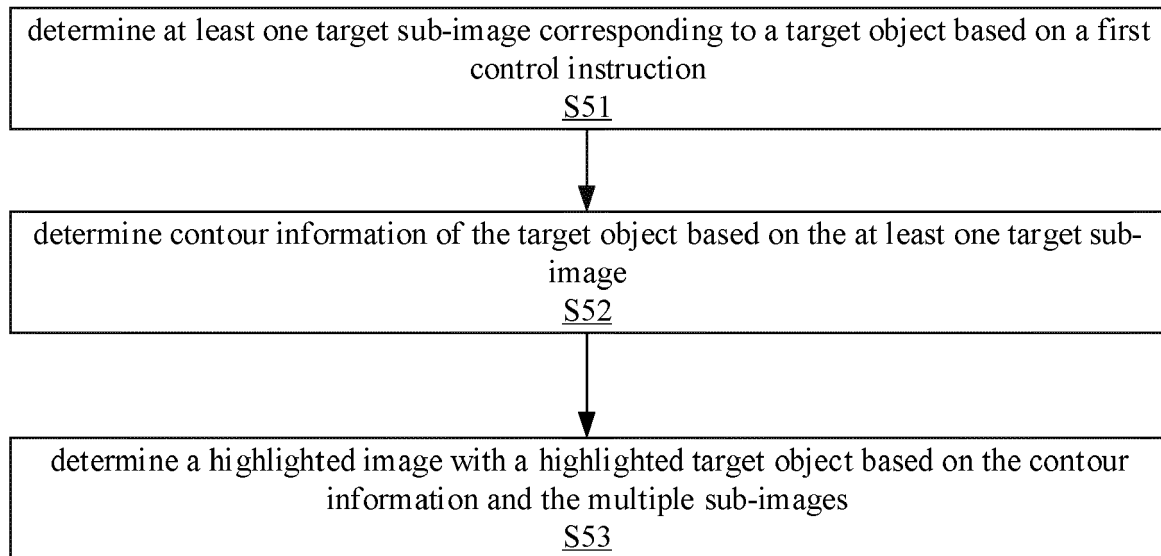 determine at least one target sub-image corresponding to a target object based on a first
control instruction
S51
determine contour information of the target object based on the at least one target sub-
image
S52
determine a highlighted image with a highlighted target object based on the contour
information and the multiple sub-images
S53